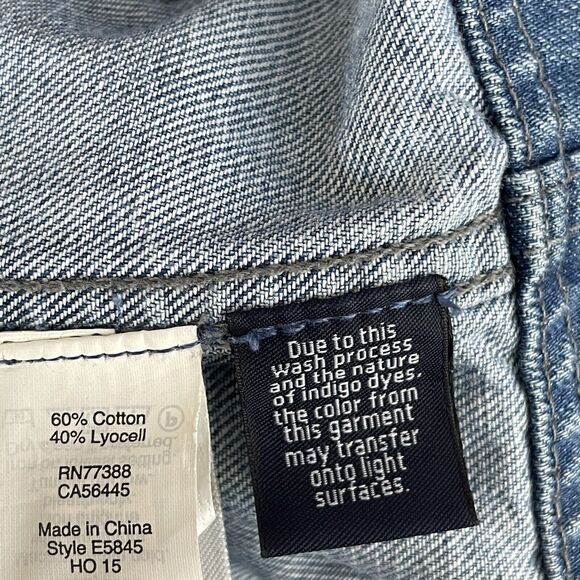 60% Cotton
40% Lyocell
RN77388
CA56445
Made in China
Style E5845
HO 15
Due to this
wash process
and the nature
of indigo dyes,
the color from
this garment
may transfer
onto light
surfaces.